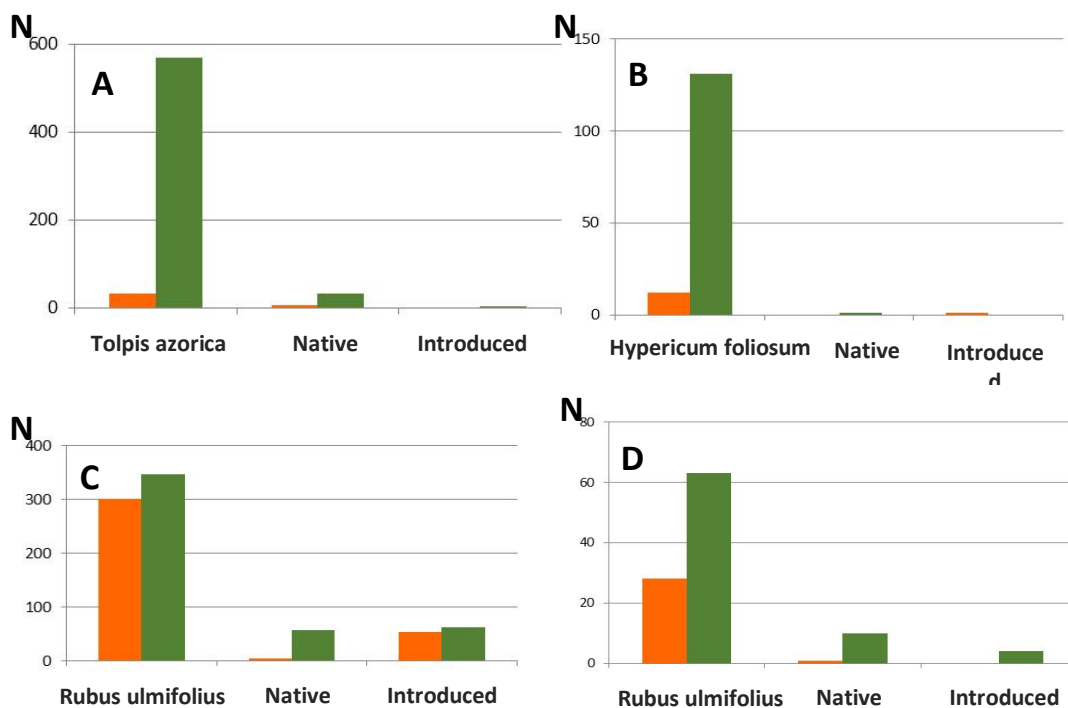 N
600
400
200
0
A
Tolpis azorica Native Introduced
N
150
100
50
0
B
Hypericum foliosum Native Introduce
d
N
400
300
200
100
0
C
Rubus ulmifolius Native Introduced
N
80
60
40
20
0
D
Rubus ulmifolius Native Introduced